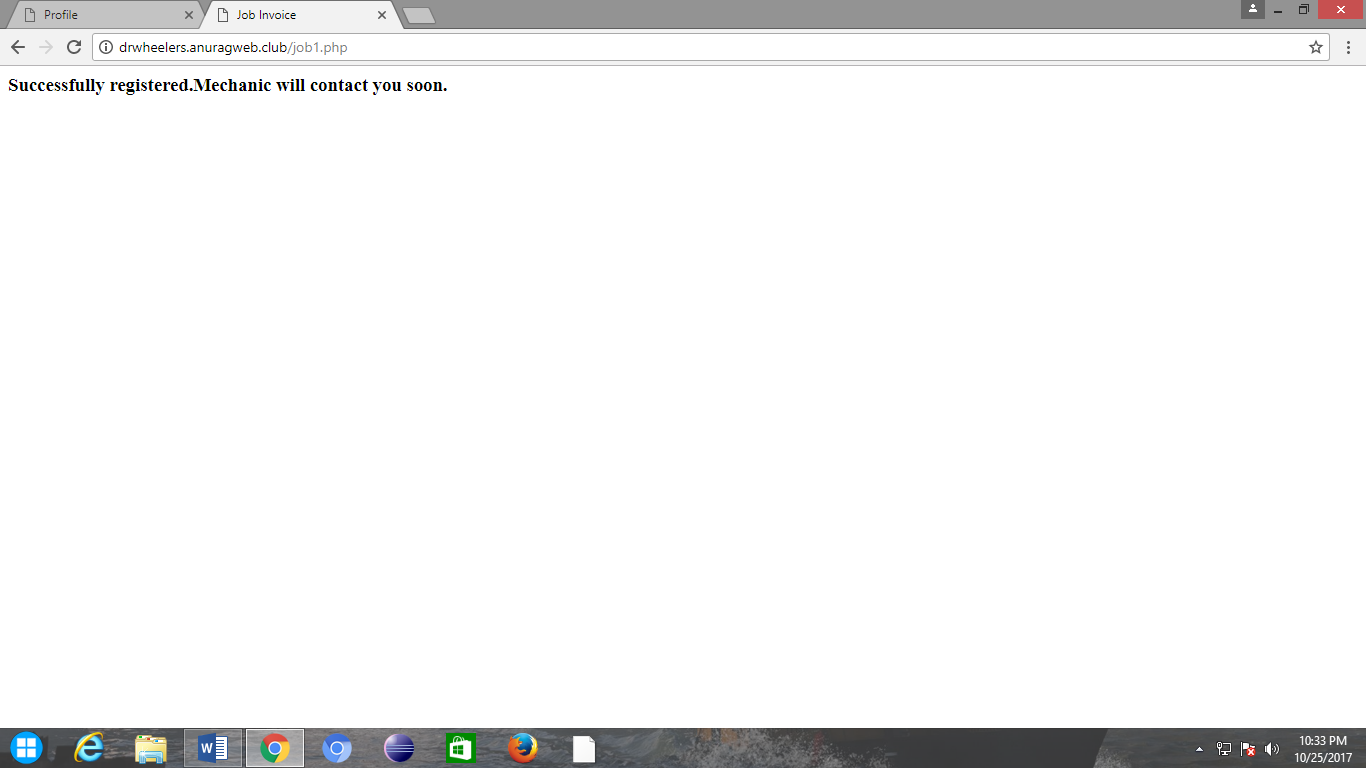 Profile
Job Invoice
drwheelers.anuragweb.club/job1.php
Successfully registered.Mechanic will contact you soon.
10:33 PM
10/25/2017